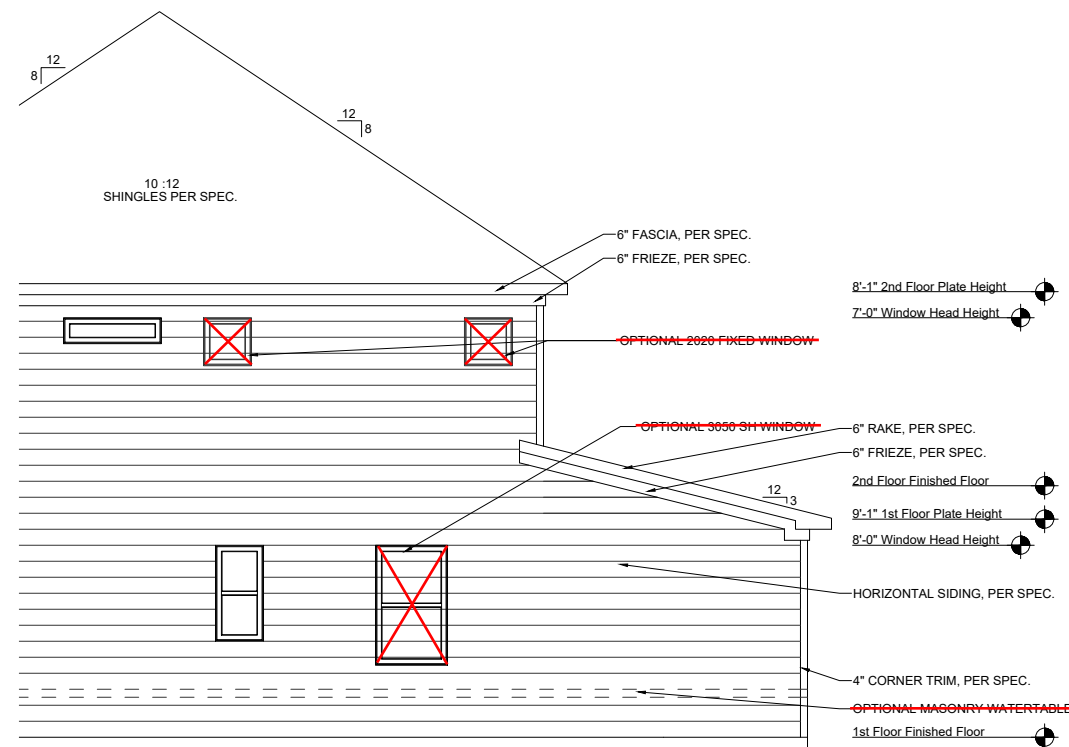 12
8
12
8
10 :12
SHINGLES PER SPEC.
6" FASCIA, PER SPEC.
6" FRIEZE, PER SPEC.
8'-1" 2nd Floor Plate Height
7'-0" Window Head Height
OPTIONAL 2020 FIXED WINDOW
OPTIONAL 3050 SH WINDOW
6" RAKE, PER SPEC.
6" FRIEZE, PER SPEC.
2nd Floor Finished Floor
12
3
9'-1" 1st Floor Plate Height
8'-0" Window Head Height
HORIZONTAL SIDING, PER SPEC.
4" CORNER TRIM, PER SPEC.
OPTIONAL MASONRY WATERTABLE
1st Floor Finished Floor